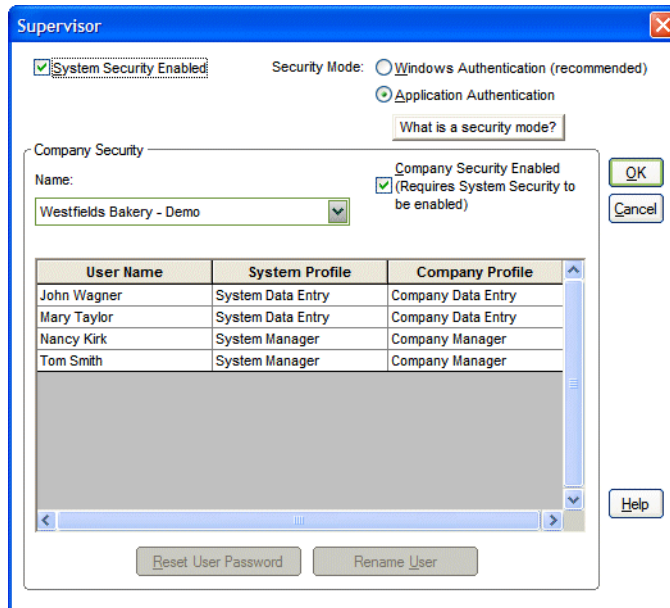 Supervisor
System Security Enabled
Security Mode:
Windows Authentication (recommended)
Application Authentication
What is a security mode?
Company Security
Name:
Westfields Bakery - Demo
Company Security Enabled
(Requires System Security to
be enabled)
OK
Cancel
User Name System Profile Company Profile
John Wagner System Data Entry Company Data Entry
Mary Taylor System Data Entry Company Data Entry
Nancy Kirk System Manager Company Manager
Tom Smith System Manager Company Manager
Help
Reset User Password
Rename User